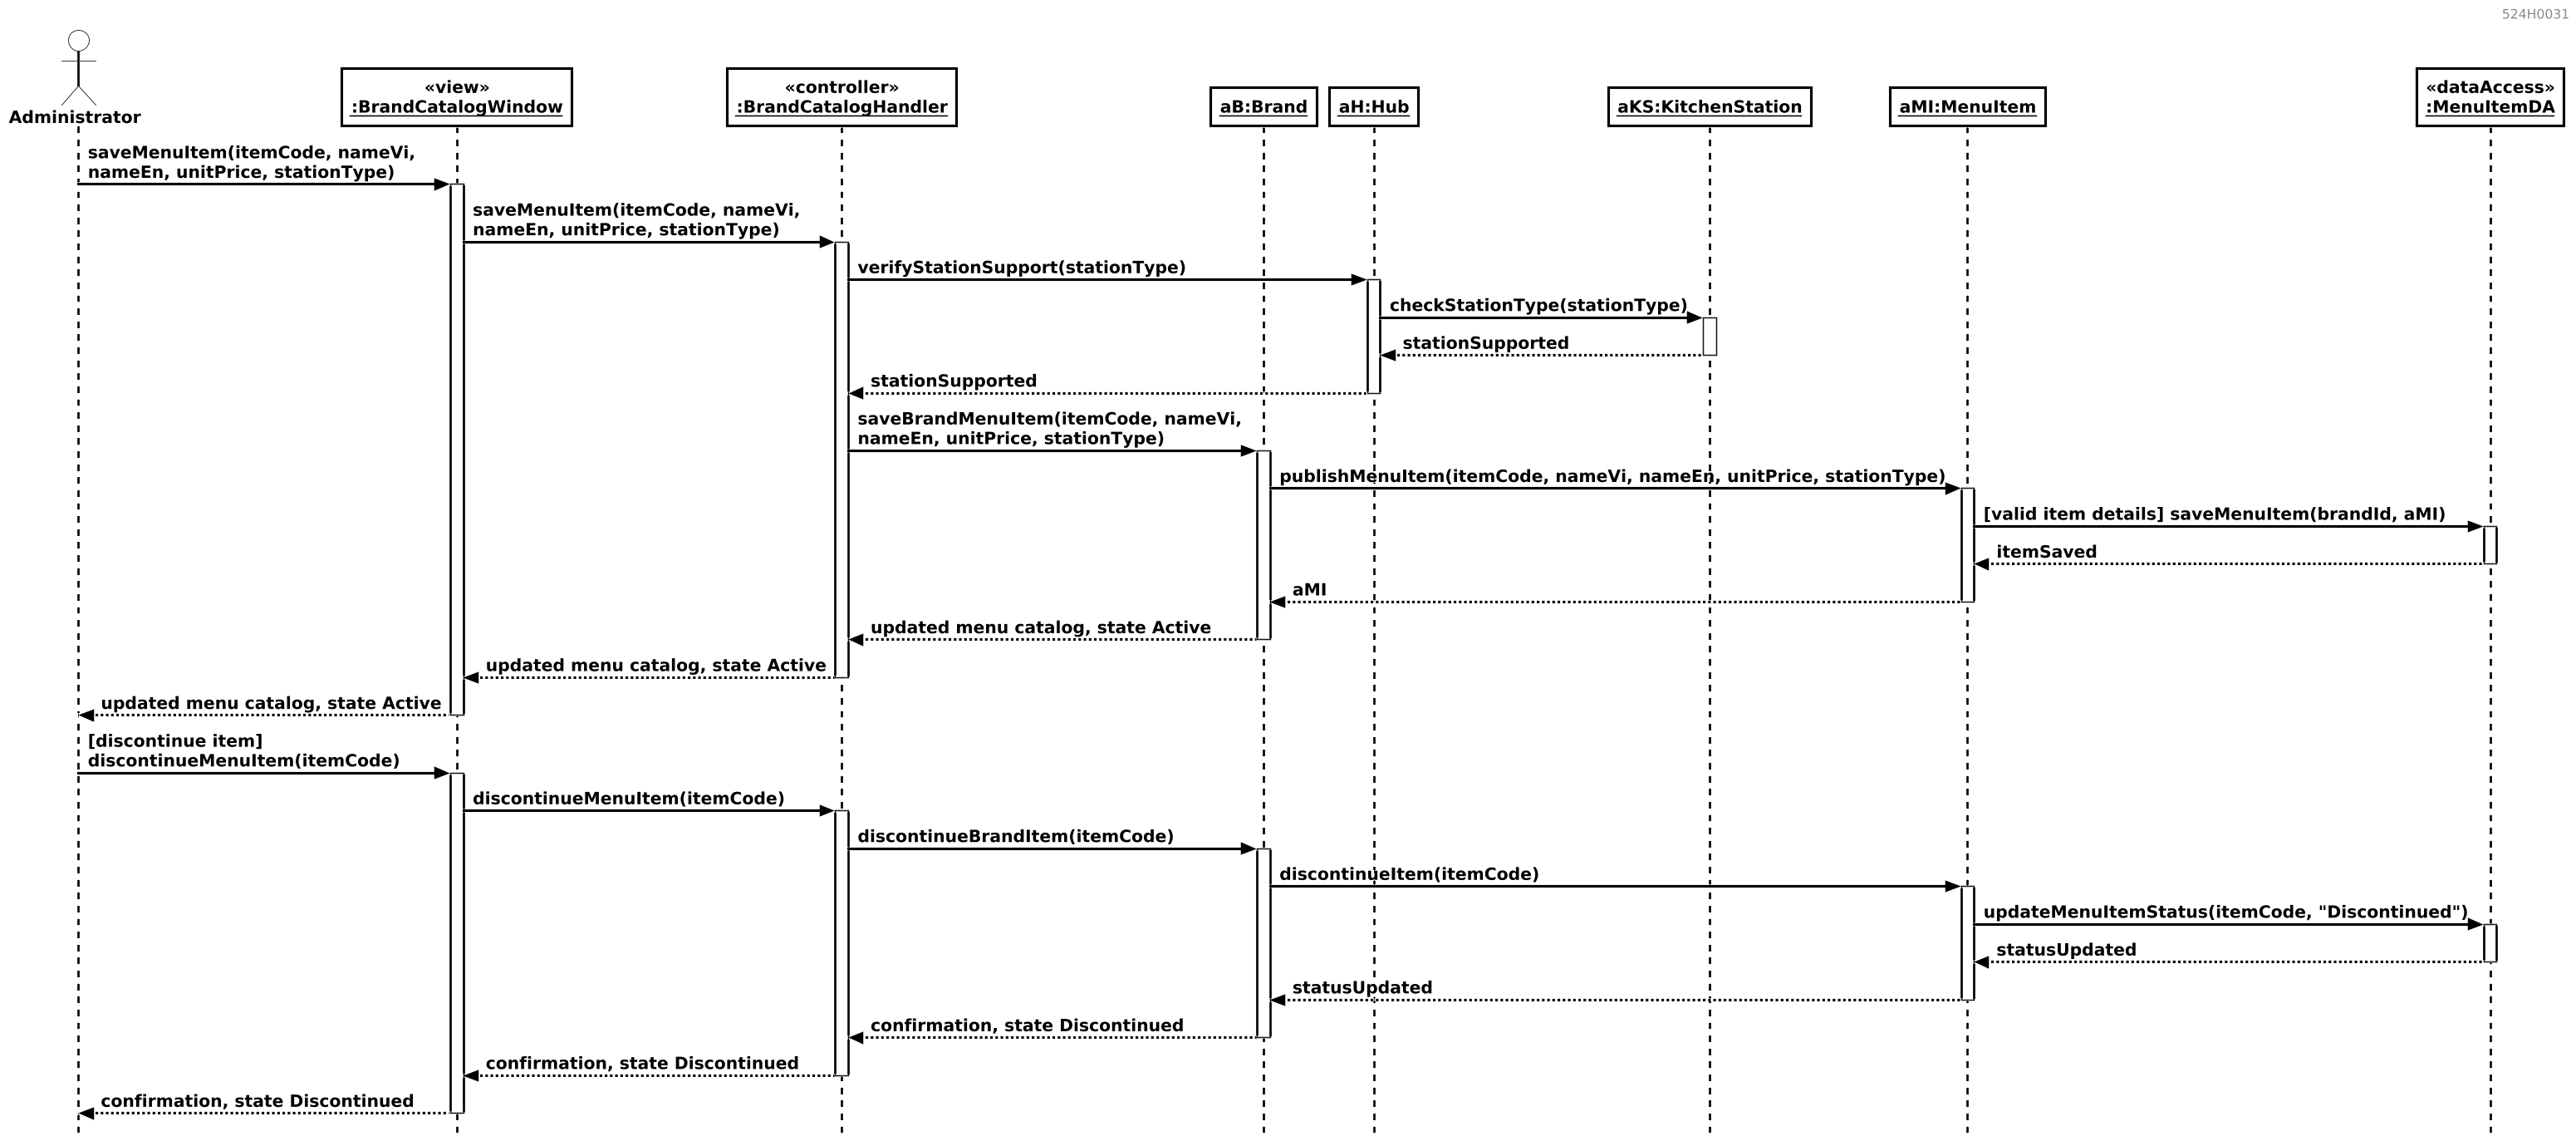 524H0031
Administrator
«view»
:BrandCatalogWindow
«controller»
:BrandCatalogHandler
aB:Brand
aH:Hub
aKS:KitchenStation
aMI:MenuItem
«dataAccess»
:MenuItemDA
saveMenuItem(itemCode, nameVi,
nameEn, unitPrice, stationType)
saveMenuItem(itemCode, nameVi,
nameEn, unitPrice, stationType)
verifyStationSupport(stationType)
checkStationType(stationType)
stationSupported
stationSupported
saveBrandMenuItem(itemCode, nameVi,
nameEn, unitPrice, stationType)
publishMenuItem(itemCode, nameVi, nameEn, unitPrice, stationType)
[valid item details] saveMenuItem(brandId, aMI)
itemSaved
aMI
updated menu catalog, state Active
updated menu catalog, state Active
updated menu catalog, state Active
[discontinue item]
discontinueMenuItem(itemCode)
discontinueMenuItem(itemCode)
discontinueBrandItem(itemCode)
discontinueItem(itemCode)
updateMenuItemStatus(itemCode, "Discontinued")
statusUpdated
statusUpdated
confirmation, state Discontinued
confirmation, state Discontinued
confirmation, state Discontinued